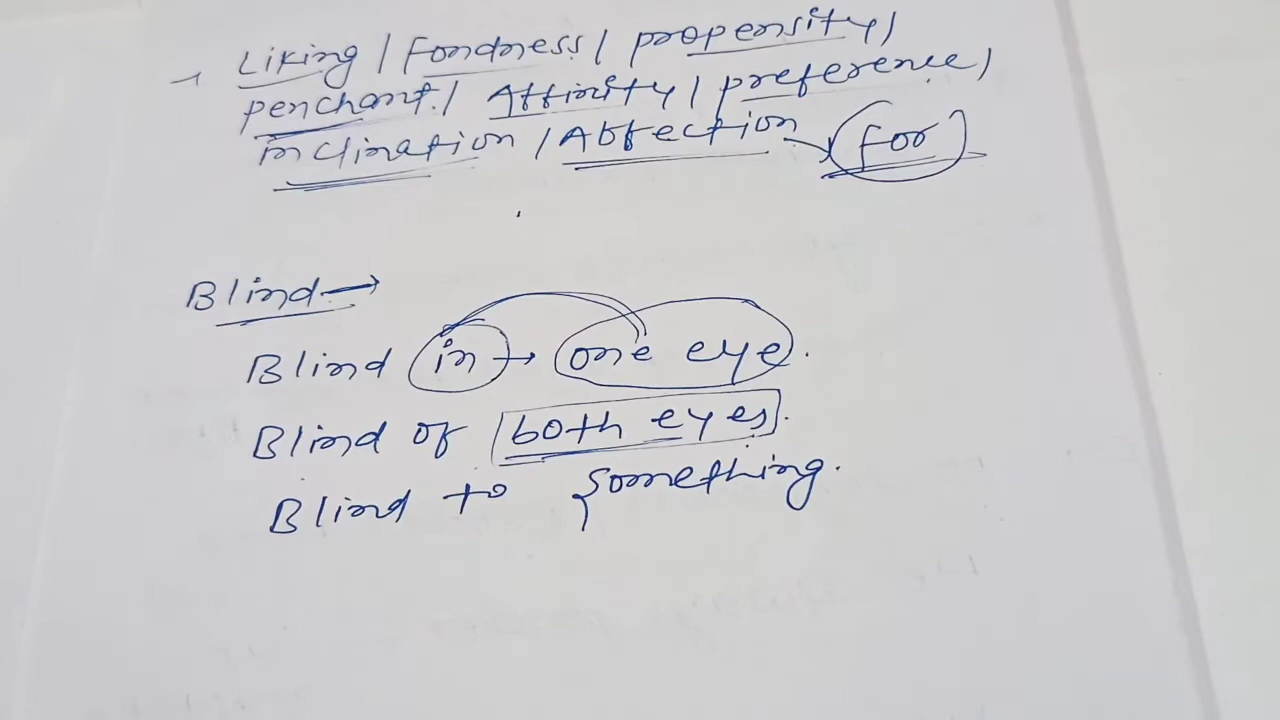 Liking / Fondness / propensity /
penchant. / Affinity / preference /
inclination / Affection → for
Blind →
Blind in → one eye.
Blind of both eyes.
Blind to something.